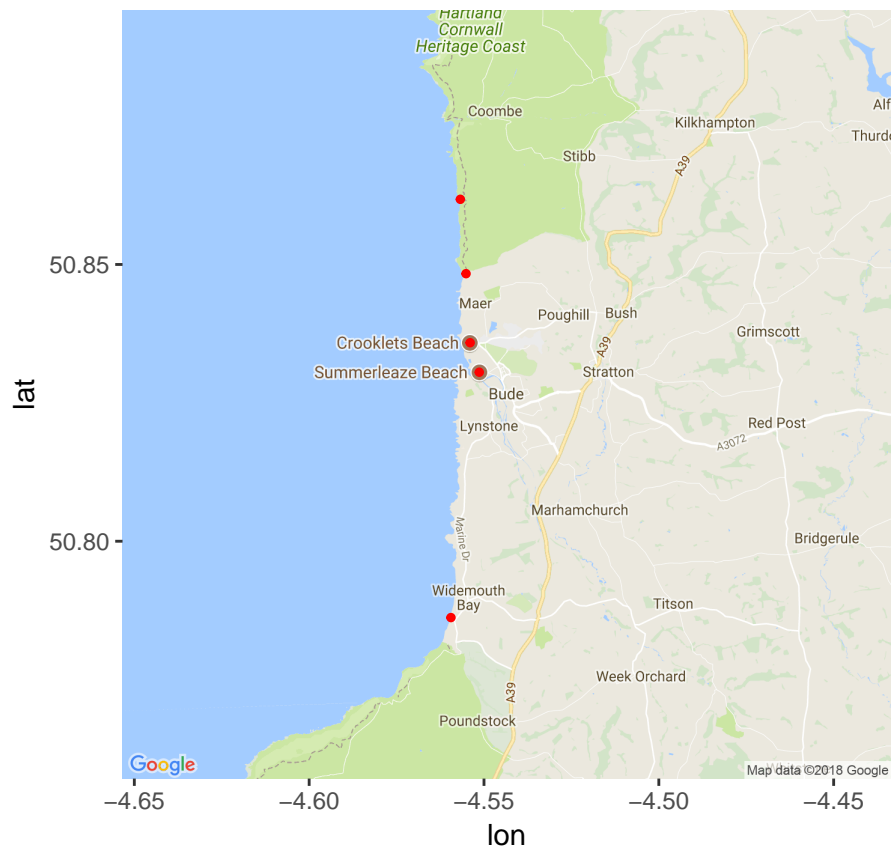 Hartland
Cornwall
Heritage Coast
Coombe
Kilkhampton
Alf
Thurde
Stibb
A39
50.85
Maer
Poughill
Bush
Grimscott
Crooklets Beach
A39
Summerleaze Beach
Stratton
lat
Bude
Lynstone
Red Post
A3072
Marhamchurch
50.80
Marine Dr
Bridgerule
Widemouth
Bay
Titson
Week Orchard
A39
Poundstock
Google
Map data ©2018 Google
−4.65
−4.60
−4.55
−4.50
−4.45
lon